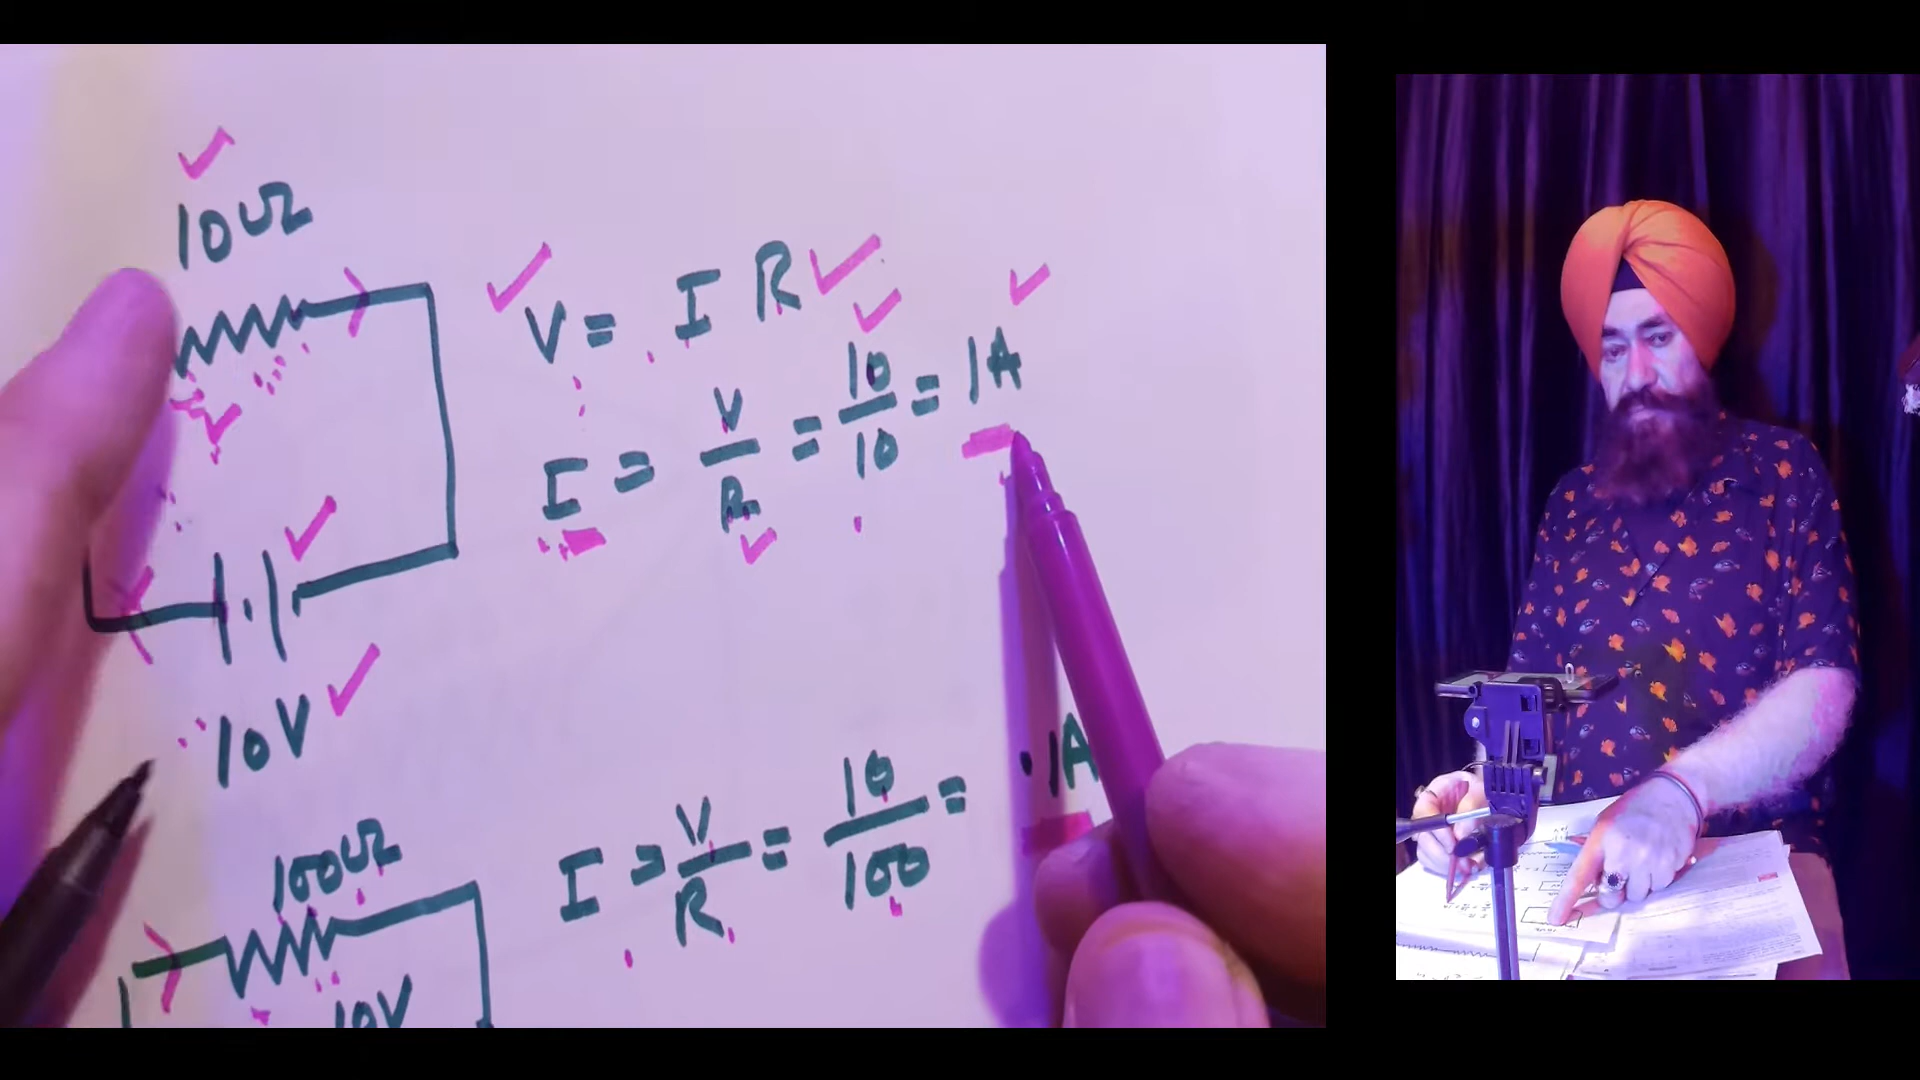 10Ω
V = I R
I = V/R = 10/10 = 1A
10V
100Ω
I = V/R = 10/100 = .1A
10V